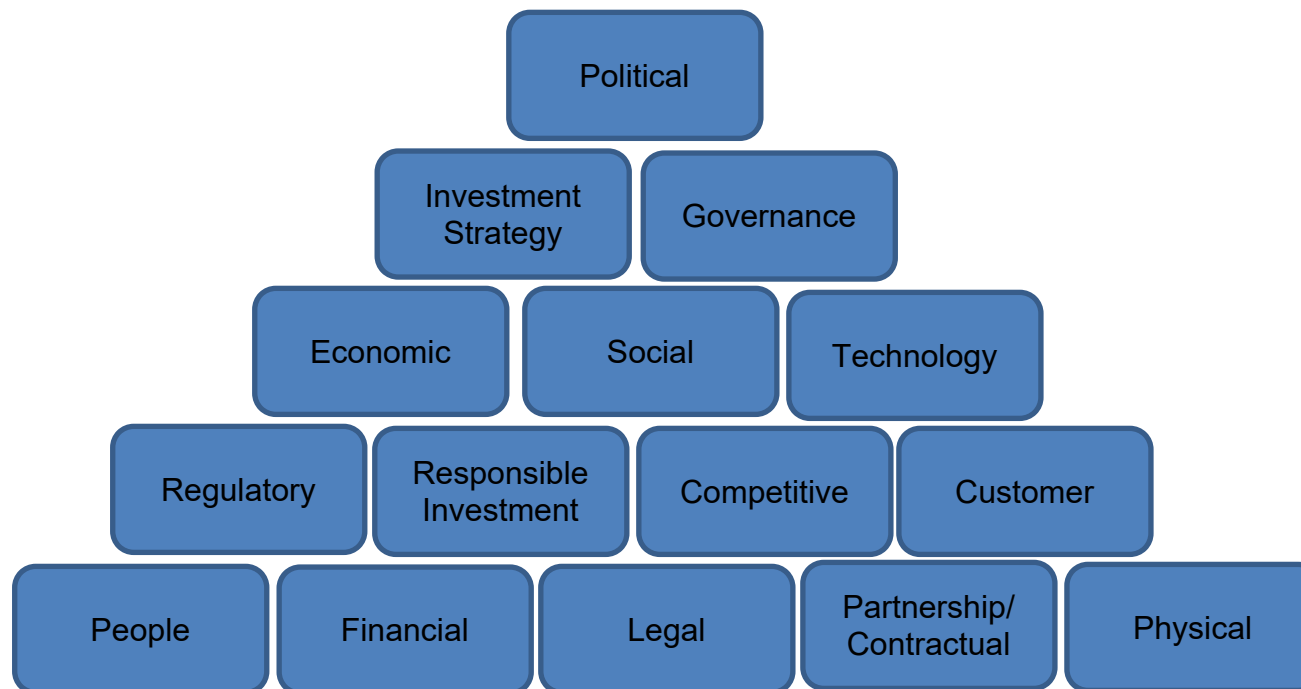 Political
Investment
Strategy
Governance
Economic
Social
Technology
Regulatory
Responsible
Investment
Competitive
Customer
People
Financial
Legal
Partnership/
Contractual
Physical